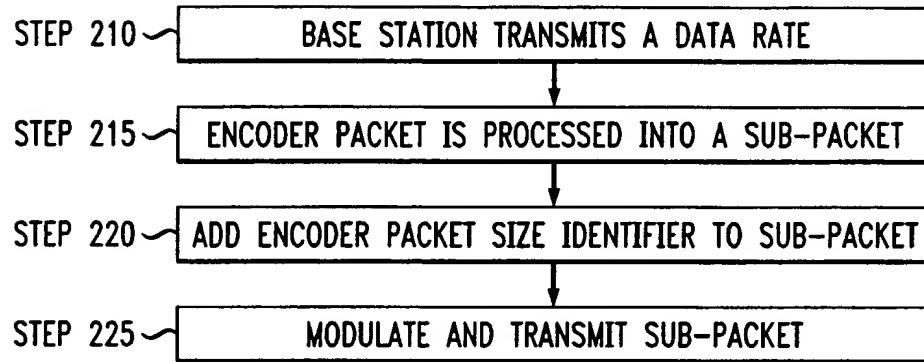 STEP 210 BASE STATION TRANSMITS A DATA RATE
STEP 215 ENCODER PACKET IS PROCESSED INTO A SUB-PACKET
STEP 220 ADD ENCODER PACKET SIZE IDENTIFIER TO SUB-PACKET
STEP 225 MODULATE AND TRANSMIT SUB-PACKET